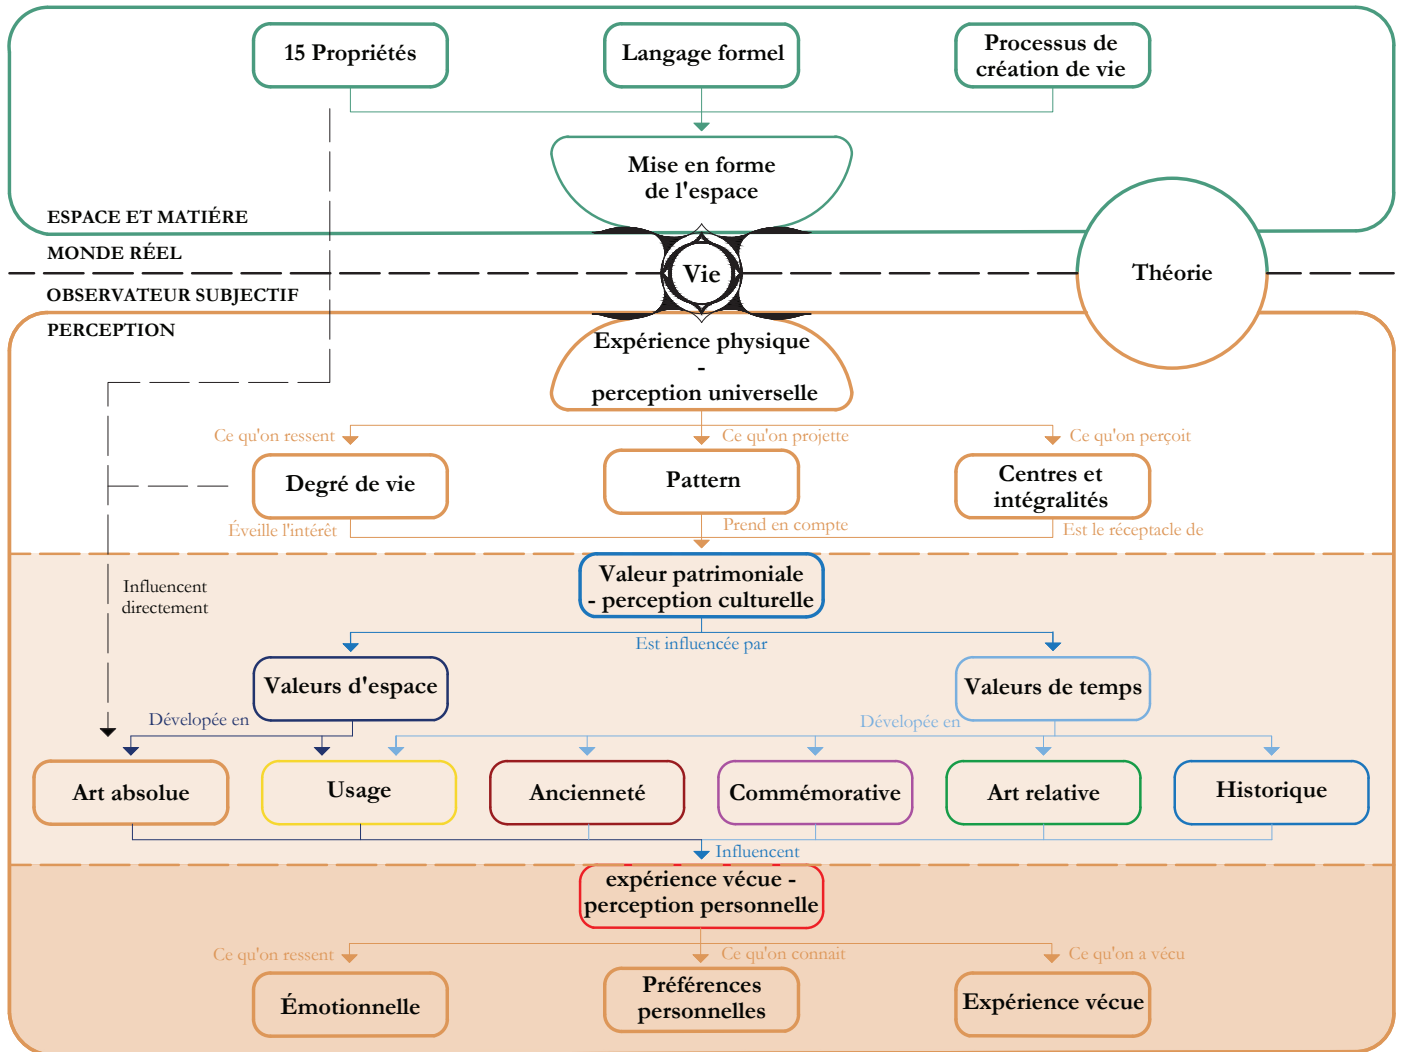 15 Propriétés
Langage formel
Processus de
création de vie
Mise en forme
de l'espace
ESPACE ET MATIÉRE
MONDE RÉEL
Vie
Théorie
OBSERVATEUR SUBJECTIF
PERCEPTION
Expérience physique
-
perception universelle
Ce qu'on ressent
Ce qu'on projette
Ce qu'on perçoit
Degré de vie
Pattern
Centres et
intégralités
Éveille l'intérêt
Prend en compte
Est le réceptacle de
Valeur patrimoniale
- perception culturelle
Influencent
directement
Est influencée par
Valeurs d'espace
Valeurs de temps
Dévelopée en
Dévelopée en
Art absolue
Usage
Ancienneté
Commémorative
Art relative
Historique
Influencent
expérience vécue -
perception personnelle
Ce qu'on ressent
Ce qu'on connait
Ce qu'on a vécu
Émotionnelle
Préférences
personnelles
Expérience vécue